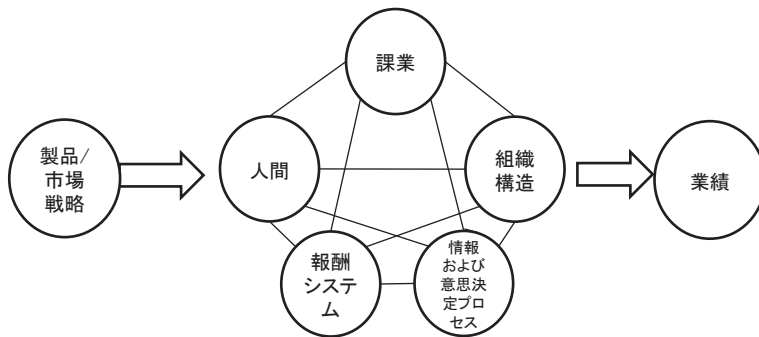 課業
製品/
市場
戦略
人間
組織
構造
業績
報酬
システ
ム
情報
および
意思決
定プロ
セス